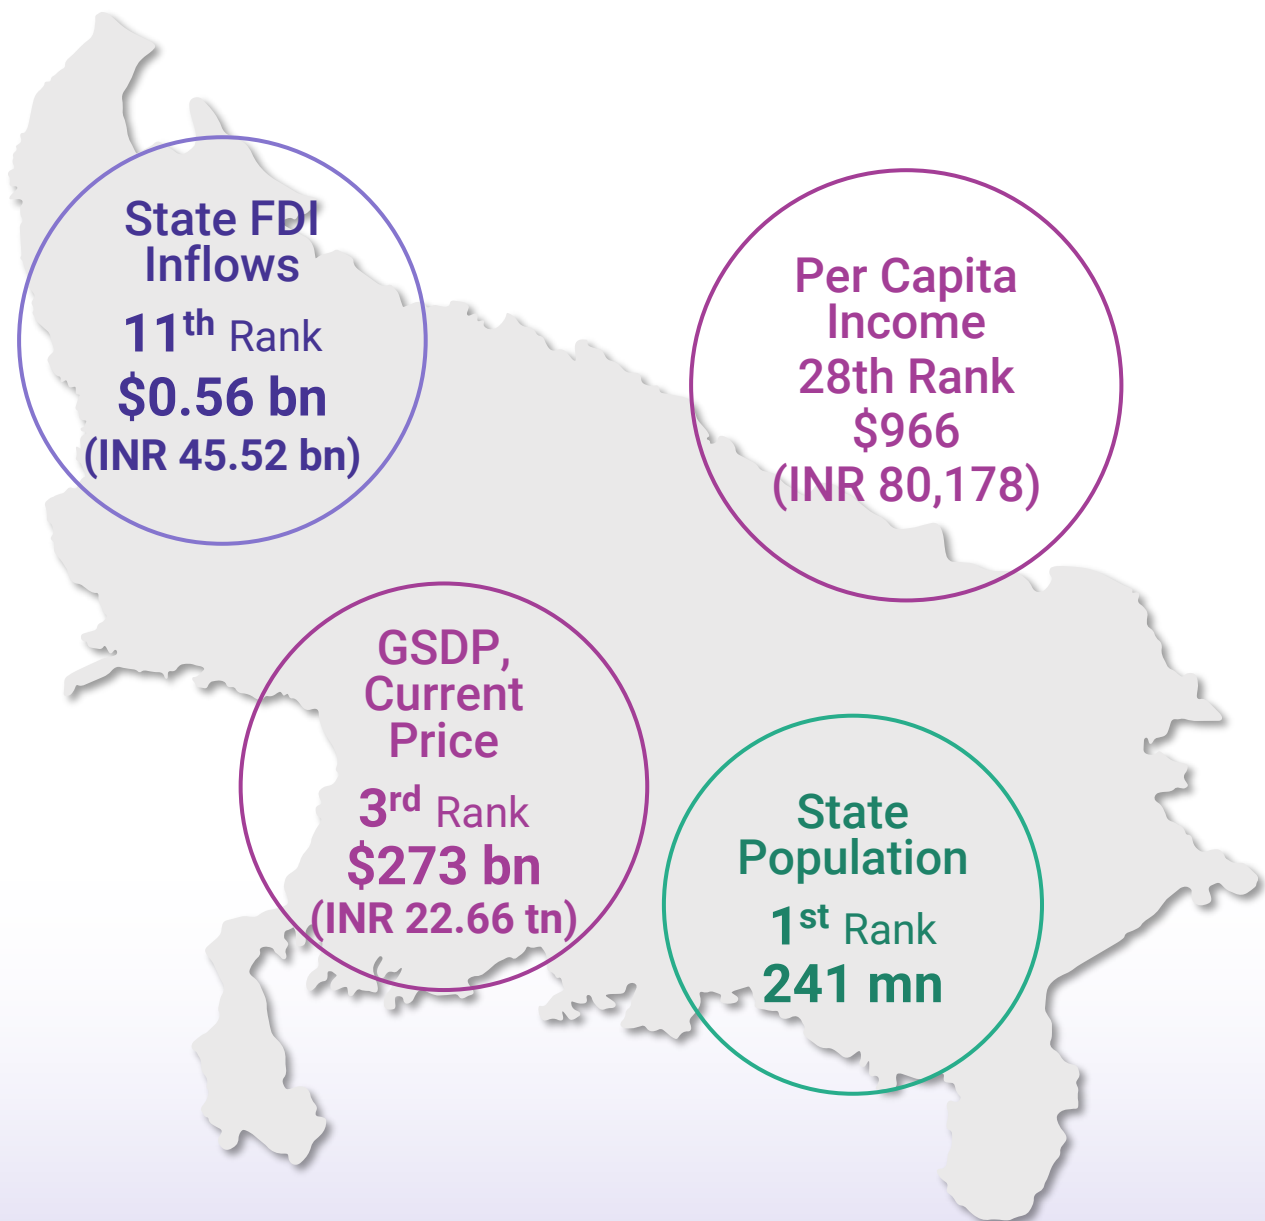 State FDI
Inflows
11th Rank
$0.56 bn
(INR 45.52 bn)
Per Capita
Income
28th Rank
$966
(INR 80,178)
GSDP,
Current
Price
3rd Rank
$273 bn
(INR 22.66 tn)
State
Population
1st Rank
241 mn